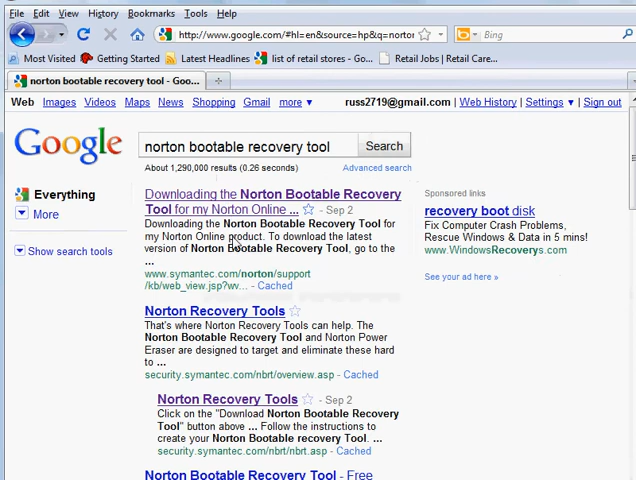 File Edit View History Bookmarks Tools Help
http://www.google.com/#hl=en&source=hp&q=nortor Bing
Most Visited Getting Started Latest Headlines list of retail stores - Goo... Retail Jobs | Retail Care...
norton bootable recovery tool - Goo...
Web Images Videos Maps News Shopping Gmail more ▼ russ2719@gmail.com | Web History | Settings ▼ | Sign out
Google
norton bootable recovery tool Search
About 1,290,000 results (0.26 seconds) Advanced search
Everything
More
Show search tools
Downloading the Norton Bootable Recovery
Tool for my Norton Online ... - Sep 2
Downloading the Norton Bootable Recovery Tool for
my Norton Online product. To download the latest
version of Norton Bootable Recovery Tool, go to the
...
www.symantec.com/norton/support
/kb/web_view.jsp?wv... - Cached
Norton Recovery Tools
That's where Norton Recovery Tools can help. The
Norton Bootable Recovery Tool and Norton Power
Eraser are designed to target and eliminate these hard
to ...
security.symantec.com/nbrt/overview.asp - Cached
Norton Recovery Tools - Sep 2
Click on the "Download Norton Bootable Recovery
Tool" button above ... Follow the instructions to
create your Norton Bootable recovery Tool. ...
security.symantec.com/nbrt/nbrt.asp - Cached
Norton Bootable Recovery Tool - Free
Sponsored links
recovery boot disk
Fix Computer Crash Problems,
Rescue Windows & Data in 5 mins!
www.WindowsRecoverys.com
See your ad here »